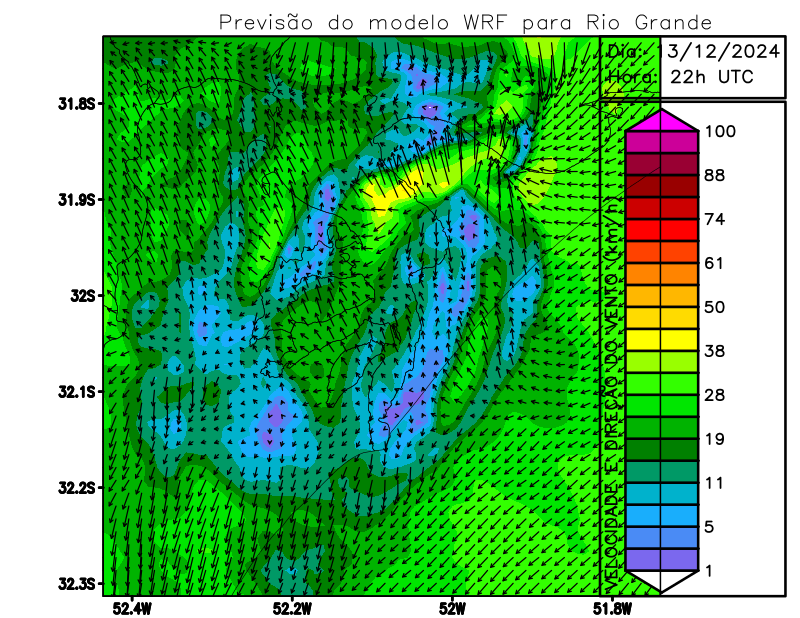 Previsão do modelo WRF para Rio Grande
Dia: 13/12/2024
Hora: 22h UTC
31.8S
31.9S
32S
32.1S
32.2S
32.3S
52.4W
52.2W
52W
51.8W
VELOCIDADE E DIREÇÃO DO VENTO (km/h)
100
88
74
61
50
38
28
19
11
5
1